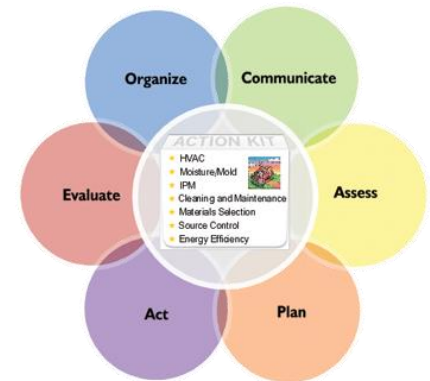 Organize
Communicate
ACTION KIT
HVAC
Moisture/Mold
IPM
Cleaning and Maintenance
Materials Selection
Source Control
Energy Efficiency
Evaluate
Assess
Act
Plan